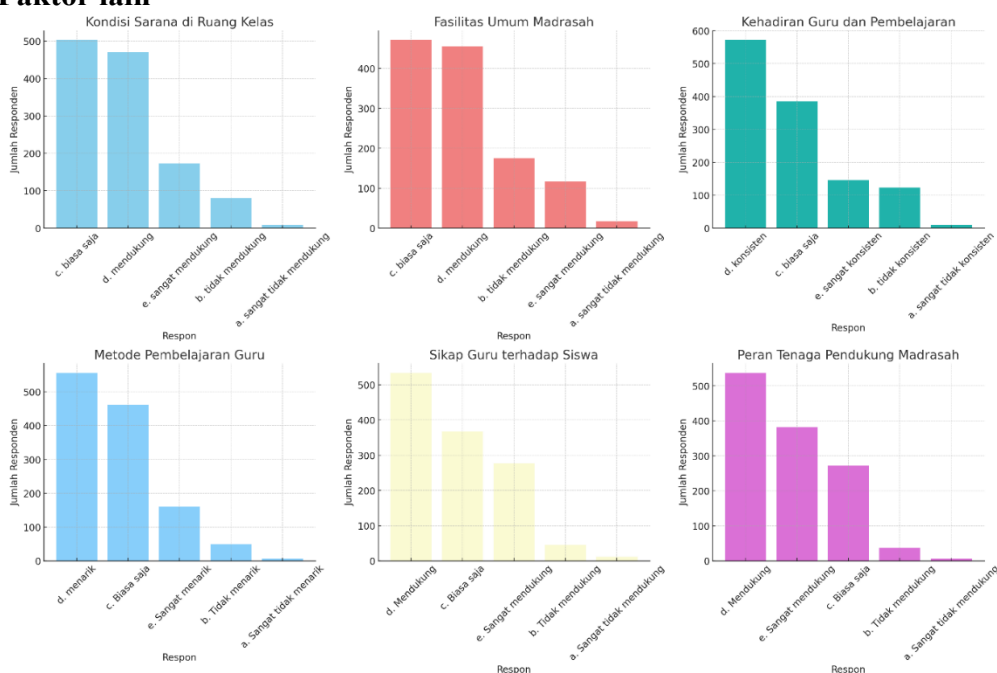 Faktor lain
Kondisi Sarana di Ruang Kelas
Jumlah Responden
500
400
300
200
100
0
c. biasa saja
d. mendukung
e. sangat mendukung
b. tidak mendukung
a. sangat tidak mendukung
Respon
Fasilitas Umum Madrasah
Jumlah Responden
400
300
200
100
0
c. biasa saja
d. mendukung
b. tidak mendukung
e. sangat mendukung
a. sangat tidak mendukung
Respon
Kehadiran Guru dan Pembelajaran
Jumlah Responden
600
500
400
300
200
100
0
d. konsisten
c. biasa saja
e. sangat konsisten
b. tidak konsisten
a. sangat tidak konsisten
Respon
Metode Pembelajaran Guru
Jumlah Responden
500
400
300
200
100
0
d. menarik
c. Biasa saja
e. Sangat menarik
b. Tidak menarik
a. Sangat tidak menarik
Respon
Sikap Guru terhadap Siswa
Jumlah Responden
500
400
300
200
100
0
d. Mendukung
c. Biasa saja
e. Sangat mendukung
b. Tidak mendukung
a. Sangat tidak mendukung
Respon
Peran Tenaga Pendukung Madrasah
Jumlah Responden
500
400
300
200
100
0
d. Mendukung
e. Sangat mendukung
c. Biasa saja
b. Tidak mendukung
a. Sangat tidak mendukung
Respon